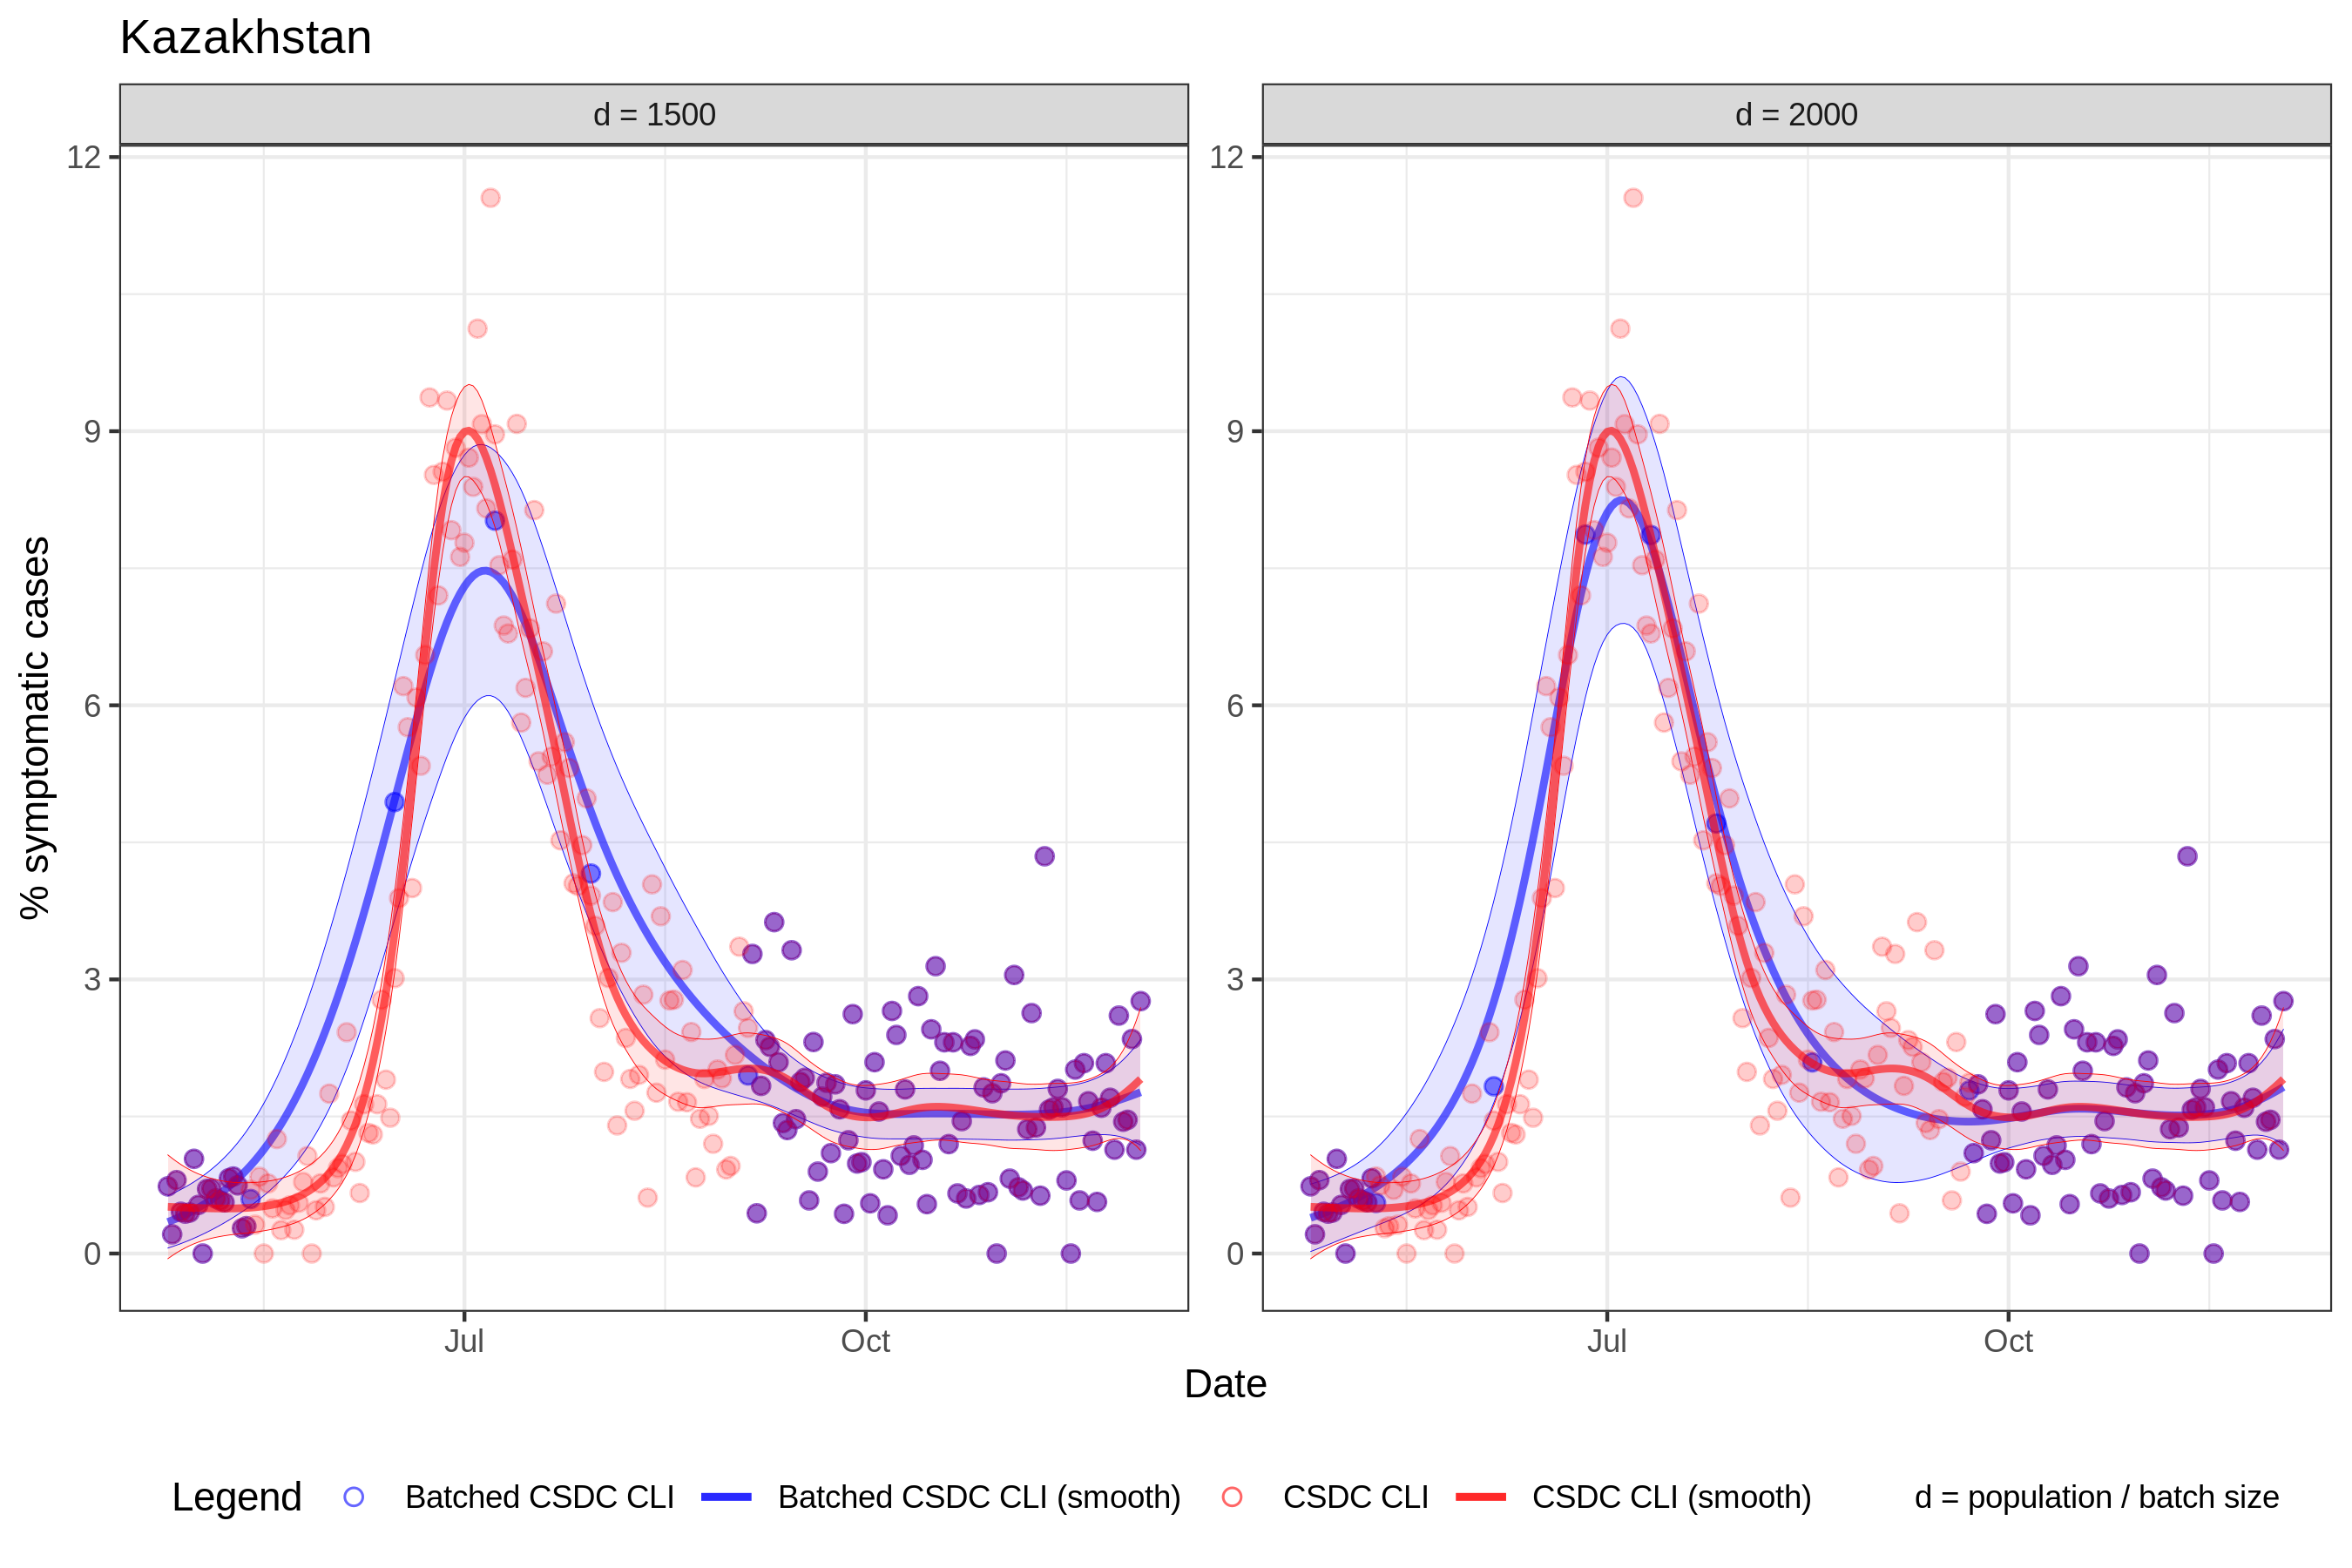 Kazakhstan
d = 1500
d = 2000
12
9
6
3
0
12
9
6
3
0
% symptomatic cases
Jul
Oct
Jul
Oct
Date
Legend
Batched CSDC CLI
Batched CSDC CLI (smooth)
CSDC CLI
CSDC CLI (smooth)
d = population / batch size